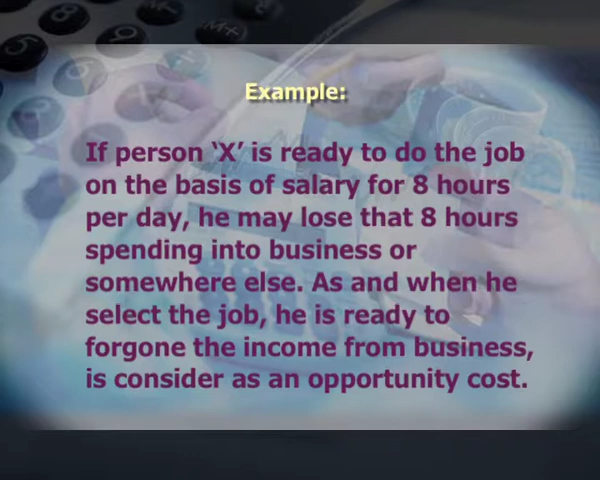 Example:
If person ‘X’ is ready to do the job
on the basis of salary for 8 hours
per day, he may lose that 8 hours
spending into business or
somewhere else. As and when he
select the job, he is ready to
forgone the income from business,
is consider as an opportunity cost.